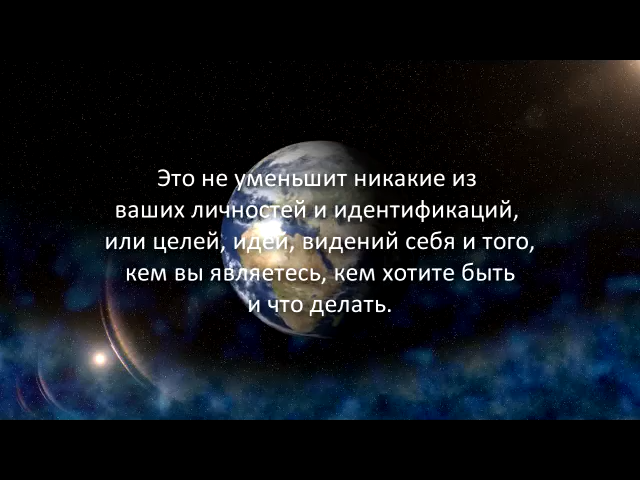 Это не уменьшит никакие из
ваших личностей и идентификаций,
или целей, идей, видений себя и того,
кем вы являетесь, кем хотите быть
и что делать.